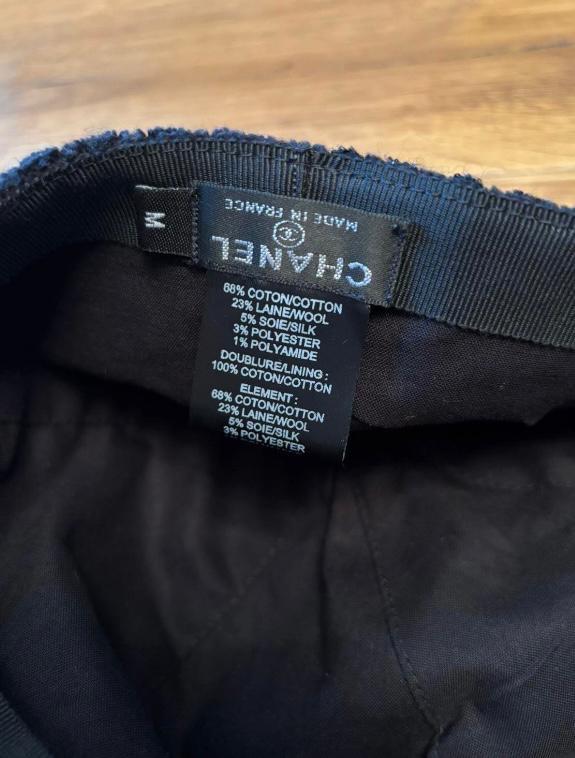 M
CHANEL
MADE IN FRANCE
68% COTON/COTTON
23% LAINE/WOOL
5% SOIE/SILK
3% POLYESTER
1% POLYAMIDE
DOUBLURE/LINING :
100% COTON/COTTON
ELEMENT :
68% COTON/COTTON
23% LAINE/WOOL
5% SOIE/SILK
3% POLYESTER